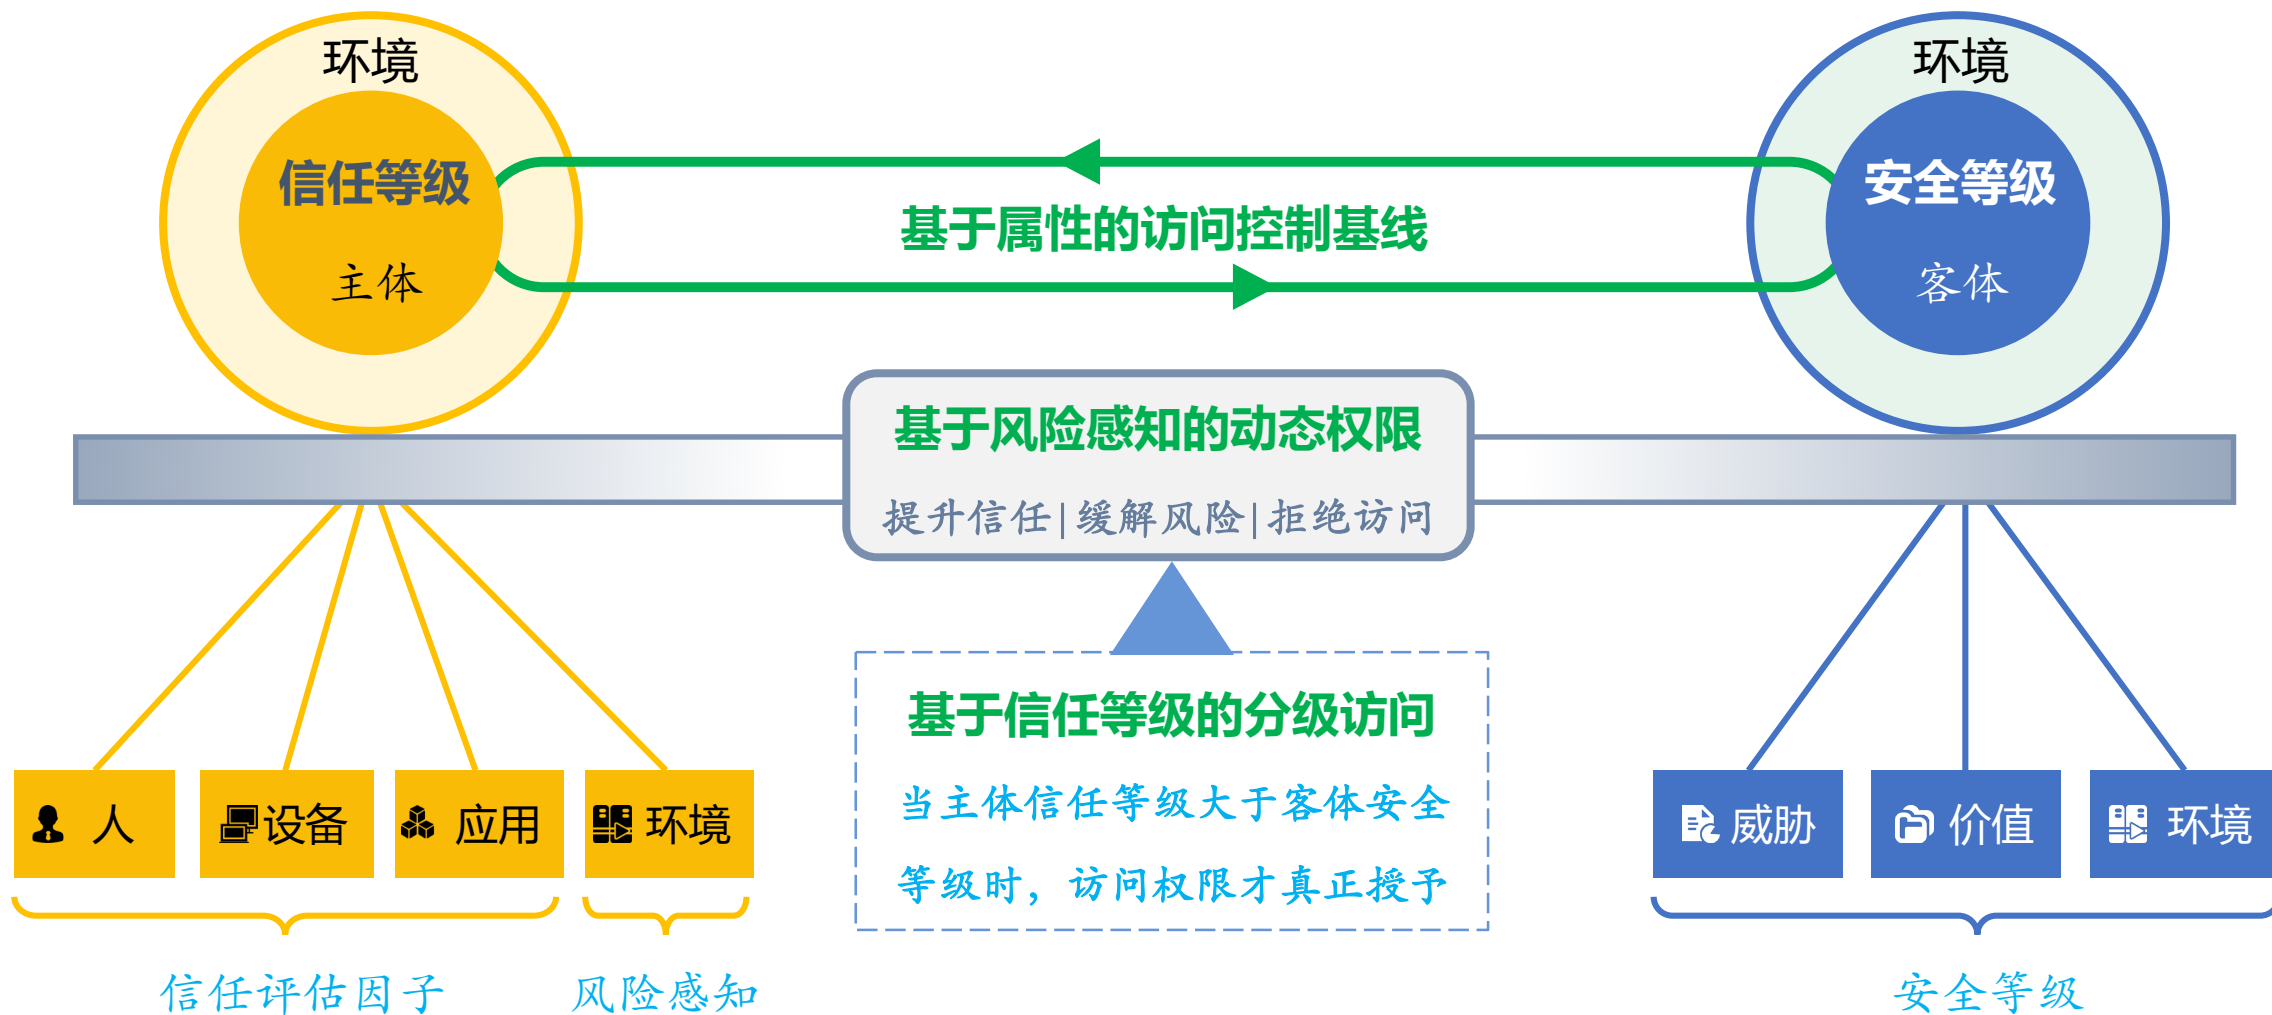 环境
环境
信任等级
安全等级
基于属性的访问控制基线
主体
客体
基于风险感知的动态权限
提升信任|缓解风险|拒绝访问
基于信任等级的分级访问
当主体信任等级大于客体安全
等级时，访问权限才真正授予
人
设备
应用
环境
威胁
价值
环境
信任评估因子
风险感知
安全等级